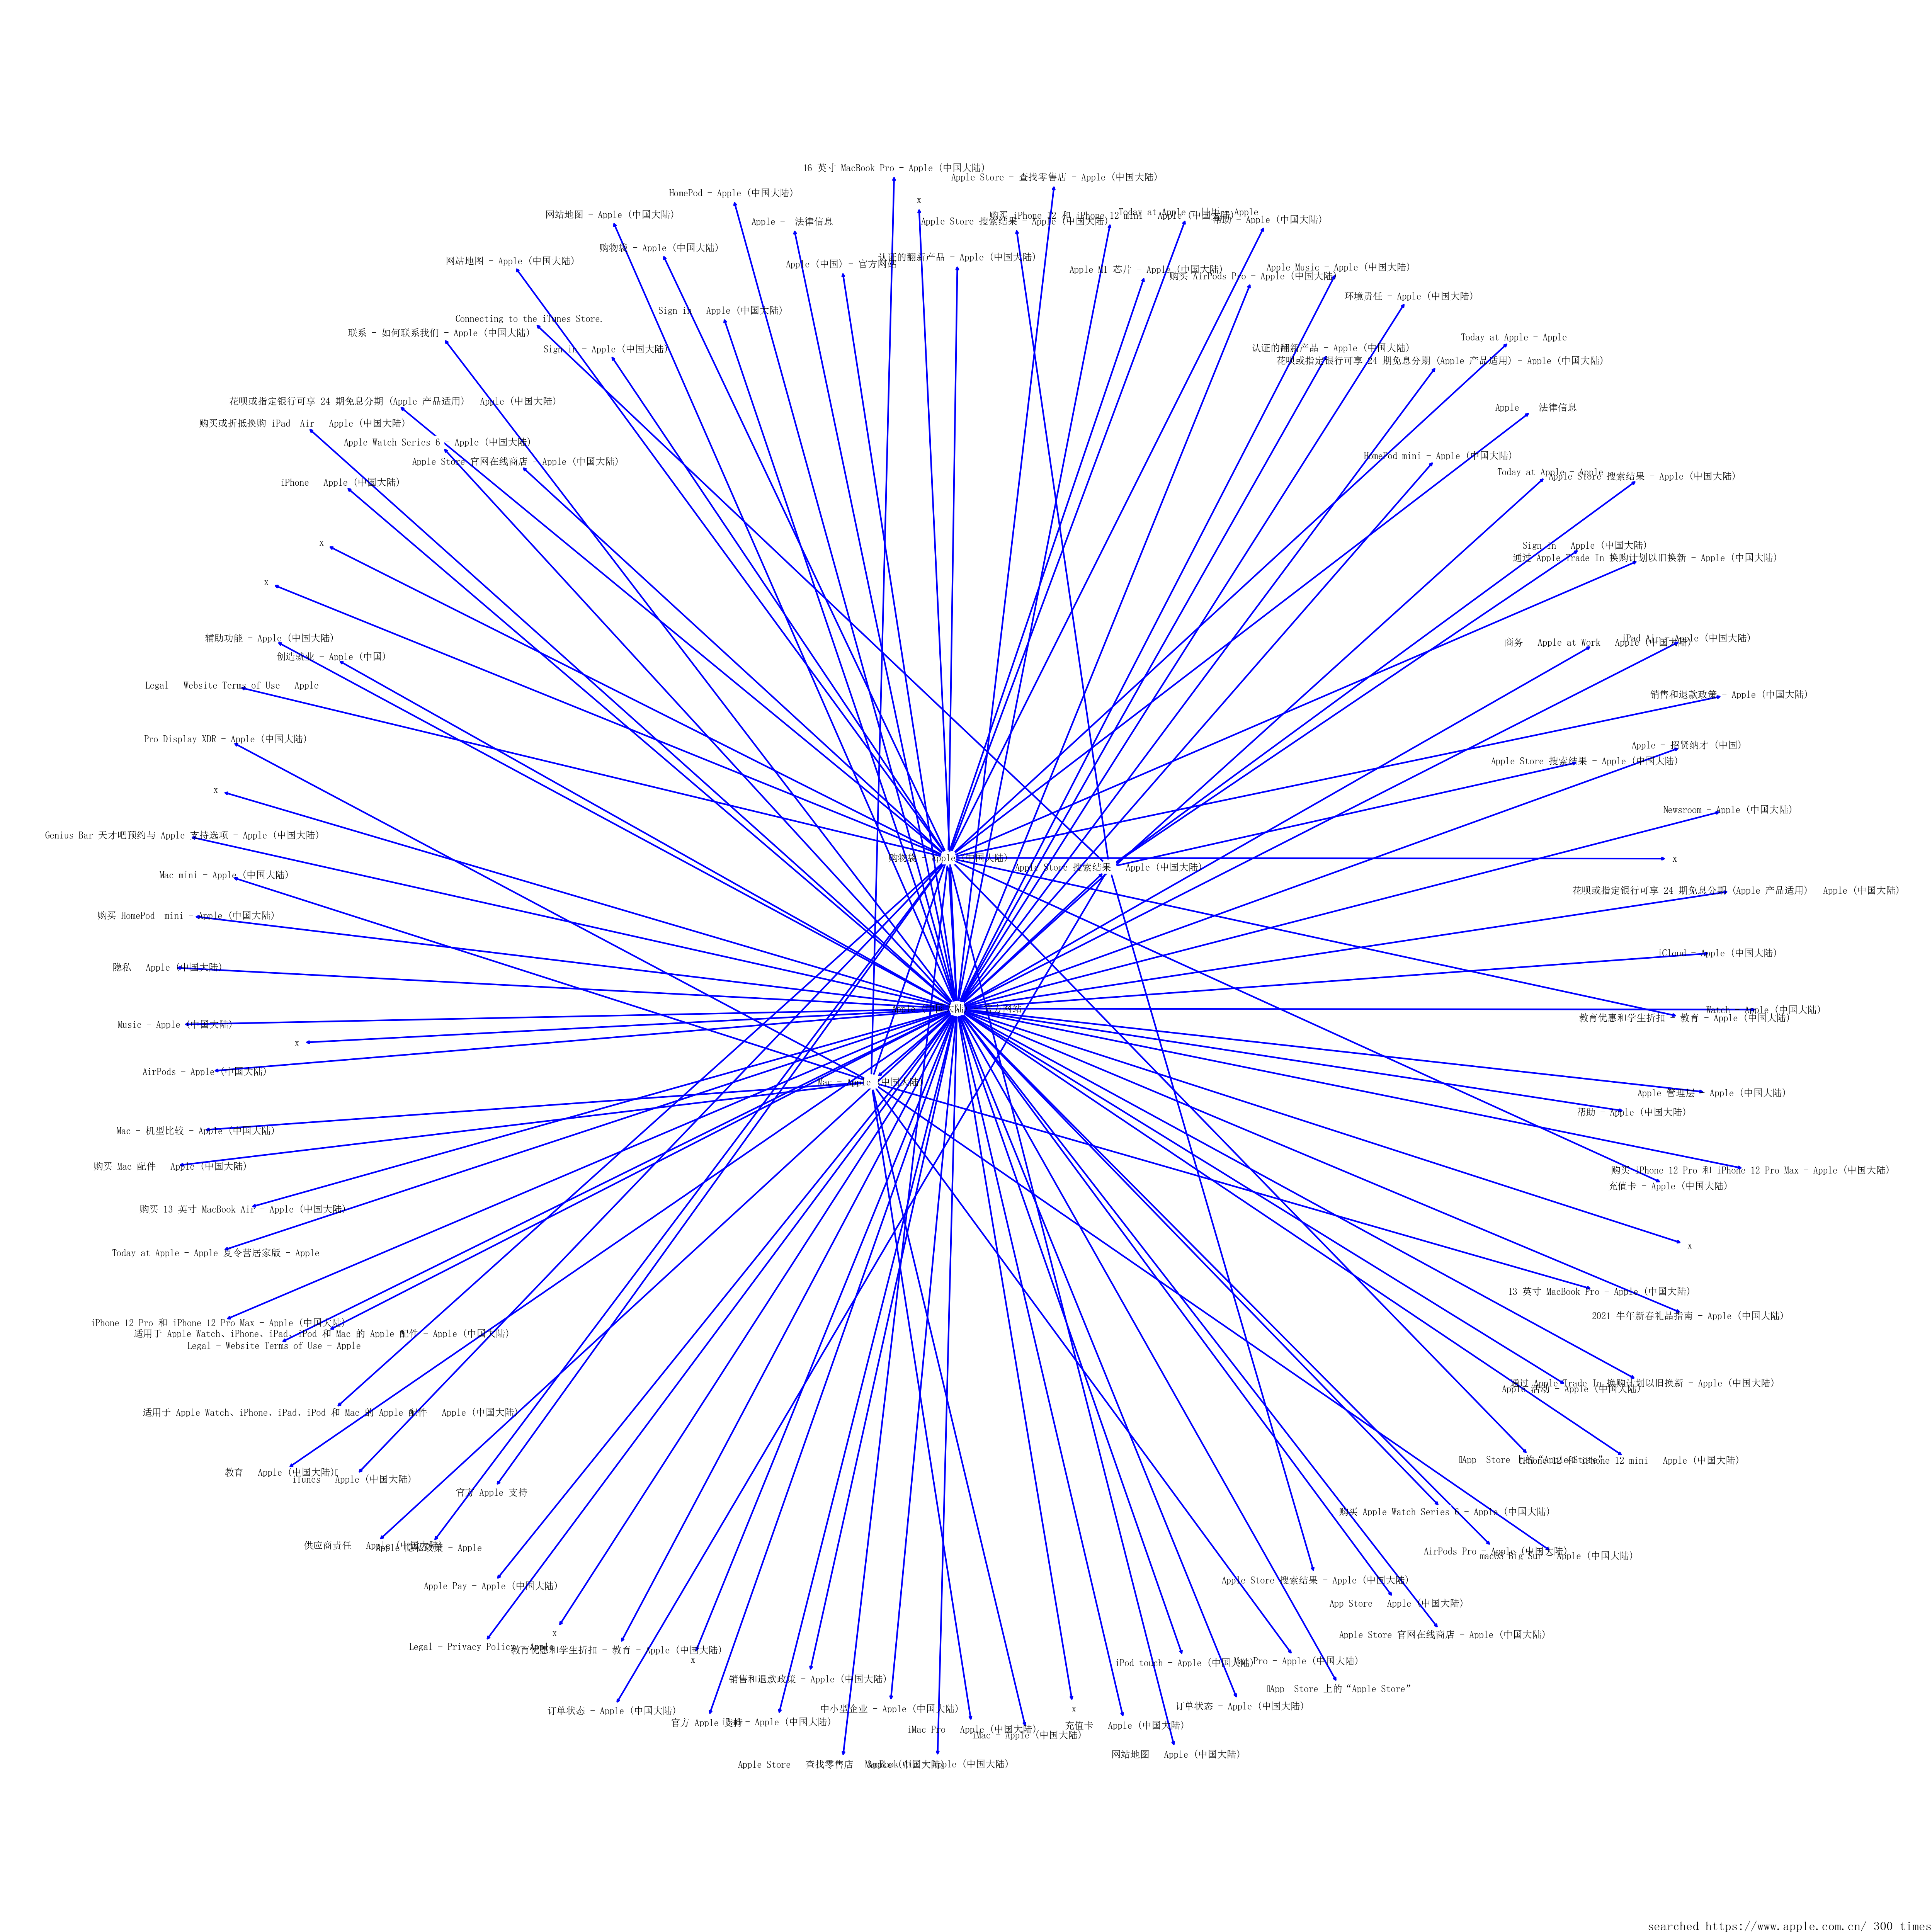 16 英寸 MacBook Pro - Apple (中国大陆)
Apple Store - 查找零售店 - Apple (中国大陆)
HomePod - Apple (中国大陆)
x
网站地图 - Apple (中国大陆)
购买 iPhone 12 和 iPhone 12 mini - Apple (中国大陆)
Today at Apple - 日历 - Apple
帮助 - Apple (中国大陆)
Apple - 法律信息
Apple Store 搜索结果 - Apple (中国大陆)
购物袋 - Apple (中国大陆)
认证的翻新产品 - Apple (中国大陆)
网站地图 - Apple (中国大陆)
Apple (中国) - 官方网站
Apple M1 芯片 - Apple (中国大陆)
Apple Music - Apple (中国大陆)
购买 AirPods Pro - Apple (中国大陆)
环境责任 - Apple (中国大陆)
Sign in - Apple (中国大陆)
Connecting to the iTunes Store.
联系 - 如何联系我们 - Apple (中国大陆)
Today at Apple - Apple
Sign in - Apple (中国大陆)
认证的翻新产品 - Apple (中国大陆)
花呗或指定银行可享 24 期免息分期 (Apple 产品适用) - Apple (中国大陆)
花呗或指定银行可享 24 期免息分期 (Apple 产品适用) - Apple (中国大陆)
Apple - 法律信息
购买或折抵换购 iPad Air - Apple (中国大陆)
Apple Watch Series 6 - Apple (中国大陆)
HomePod mini - Apple (中国大陆)
Apple Store 官网在线商店 - Apple (中国大陆)
Today at Apple - Apple
Apple Store 搜索结果 - Apple (中国大陆)
iPhone - Apple (中国大陆)
x
Sign in - Apple (中国大陆)
通过 Apple Trade In 换购计划以旧换新 - Apple (中国大陆)
x
辅助功能 - Apple (中国大陆)
iPad Air - Apple (中国大陆)
商务 - Apple at Work - Apple (中国大陆)
创造就业 - Apple (中国)
Legal - Website Terms of Use - Apple
销售和退款政策 - Apple (中国大陆)
Pro Display XDR - Apple (中国大陆)
Apple - 招贤纳才 (中国)
Apple Store 搜索结果 - Apple (中国大陆)
x
Newsroom - Apple (中国大陆)
Genius Bar 天才吧预约与 Apple 支持选项 - Apple (中国大陆)
购物袋 - Apple (中国大陆)
x
Apple Store 搜索结果 - Apple (中国大陆)
Mac mini - Apple (中国大陆)
花呗或指定银行可享 24 期免息分期 (Apple 产品适用) - Apple (中国大陆)
购买 HomePod mini - Apple (中国大陆)
iCloud - Apple (中国大陆)
隐私 - Apple (中国大陆)
Watch - Apple (中国大陆)
教育优惠和学生折扣 - 教育 - Apple (中国大陆)
Music - Apple (中国大陆)
x
AirPods - Apple (中国大陆)
Mac - Apple (中国大陆)
Apple 管理层 - Apple (中国大陆)
帮助 - Apple (中国大陆)
Mac - 机型比较 - Apple (中国大陆)
购买 Mac 配件 - Apple (中国大陆)
购买 iPhone 12 Pro 和 iPhone 12 Pro Max - Apple (中国大陆)
充值卡 - Apple (中国大陆)
购买 13 英寸 MacBook Air - Apple (中国大陆)
x
Today at Apple - Apple 夏令营居家版 - Apple
13 英寸 MacBook Pro - Apple (中国大陆)
2021 牛年新春礼品指南 - Apple (中国大陆)
iPhone 12 Pro 和 iPhone 12 Pro Max - Apple (中国大陆)
适用于 Apple Watch、iPhone、iPad、iPod 和 Mac 的 Apple 配件 - Apple (中国大陆)
Legal - Website Terms of Use - Apple
通过 Apple Trade In 换购计划以旧换新 - Apple (中国大陆)
Apple 活动 - Apple (中国大陆)
适用于 Apple Watch、iPhone、iPad、iPod 和 Mac 的 Apple 配件 - Apple (中国大陆)
App Store 上的“Apple Store”
iPhone 12 和 iPhone 12 mini - Apple (中国大陆)
教育 - Apple (中国大陆)
iTunes - Apple (中国大陆)
官方 Apple 支持
购买 Apple Watch Series 6 - Apple (中国大陆)
供应商责任 - Apple (中国大陆)
Apple 隐私政策 - Apple
AirPods Pro - Apple (中国大陆)
macOS Big Sur - Apple (中国大陆)
Apple Store 搜索结果 - Apple (中国大陆)
Apple Pay - Apple (中国大陆)
App Store - Apple (中国大陆)
x
Apple Store 官网在线商店 - Apple (中国大陆)
Legal - Privacy Policy - Apple
教育优惠和学生折扣 - 教育 - Apple (中国大陆)
x
iPod touch - Apple (中国大陆)
Mac Pro - Apple (中国大陆)
销售和退款政策 - Apple (中国大陆)
App Store 上的“Apple Store”
订单状态 - Apple (中国大陆)
中小型企业 - Apple (中国大陆)
x
订单状态 - Apple (中国大陆)
官方 Apple 支持
- Apple (中国大陆)
iMac Pro - Apple (中国大陆)
充值卡 - Apple (中国大陆)
iMac - Apple (中国大陆)
网站地图 - Apple (中国大陆)
Apple Store - 查找零售店 - Apple (中国大陆)
MacBook Air - Apple (中国大陆)
searched https://www.apple.com.cn/ 300 times